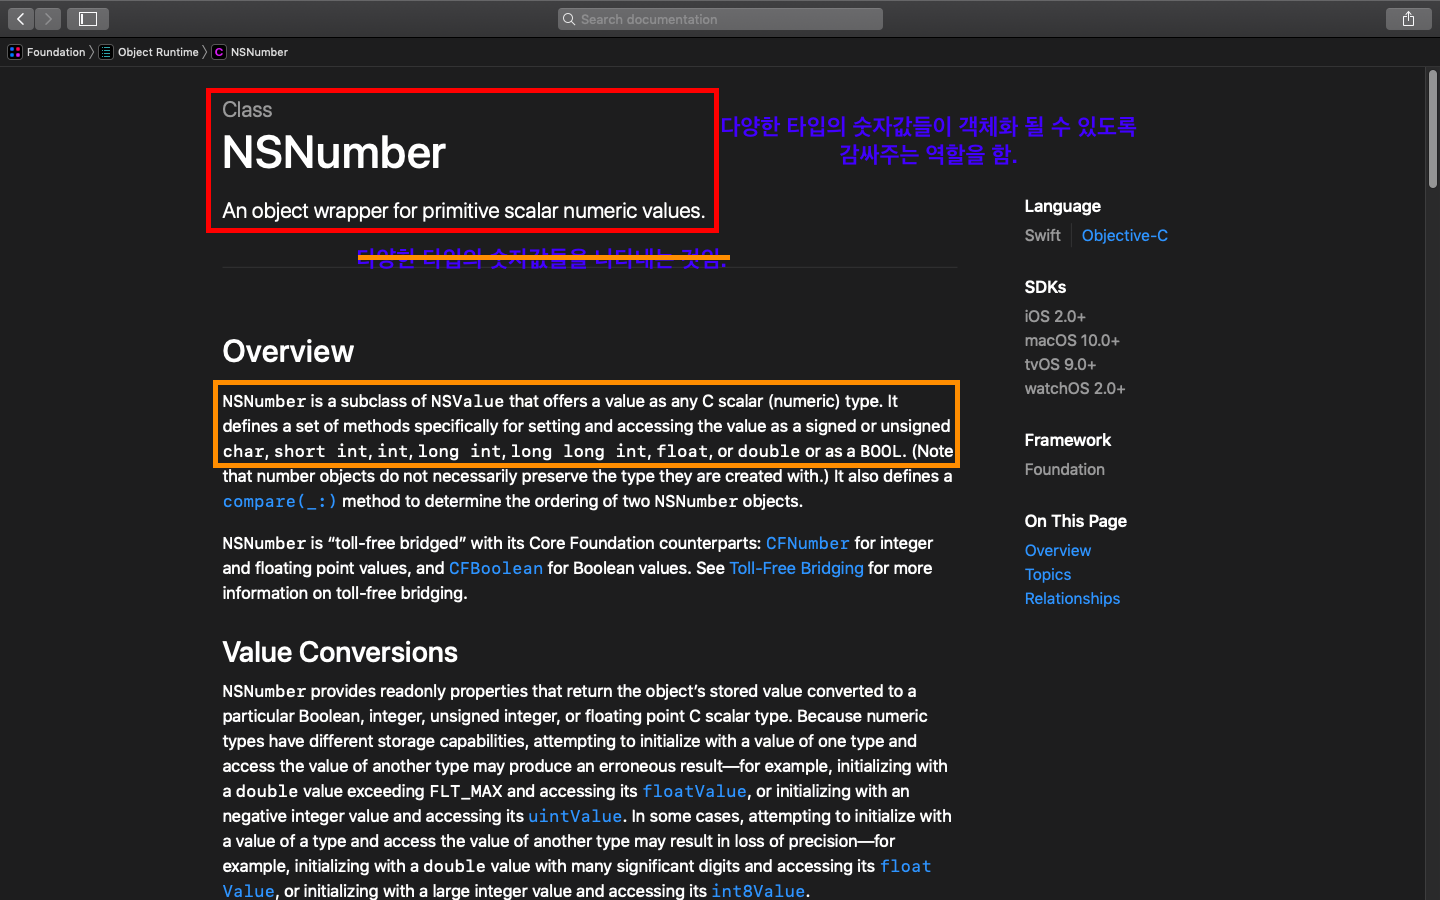 Search documentation
Foundation
Object Runtime
NSNumber
Class
NSNumber
An object wrapper for primitive scalar numeric values.
다양한 타입의 숫자값들이 객체화 될 수 있도록
감싸주는 역할을 함.
다양한 타입의 숫자값들을 나타내는 것임.
Overview
NSNumber is a subclass of NSValue that offers a value as any C scalar (numeric) type. It
defines a set of methods specifically for setting and accessing the value as a signed or unsigned
char, short int, int, long int, long long int, float, or double or as a BOOL. (Note
that number objects do not necessarily preserve the type they are created with.) It also defines a
compare(_:) method to determine the ordering of two NSNumber objects.
NSNumber is “toll-free bridged” with its Core Foundation counterparts: CFNumber for integer
and floating point values, and CFBoolean for Boolean values. See Toll-Free Bridging for more
information on toll-free bridging.
Value Conversions
NSNumber provides readonly properties that return the object’s stored value converted to a
particular Boolean, integer, unsigned integer, or floating point C scalar type. Because numeric
types have different storage capabilities, attempting to initialize with a value of one type and
access the value of another type may produce an erroneous result—for example, initializing with
a double value exceeding FLT_MAX and accessing its floatValue, or initializing with an
negative integer value and accessing its uintValue. In some cases, attempting to initialize with
a value of a type and access the value of another type may result in loss of precision—for
example, initializing with a double value with many significant digits and accessing its float
Value, or initializing with a large integer value and accessing its int8Value.
Language
Swift
Objective-C
SDKs
iOS 2.0+
macOS 10.0+
tvOS 9.0+
watchOS 2.0+
Framework
Foundation
On This Page
Overview
Topics
Relationships